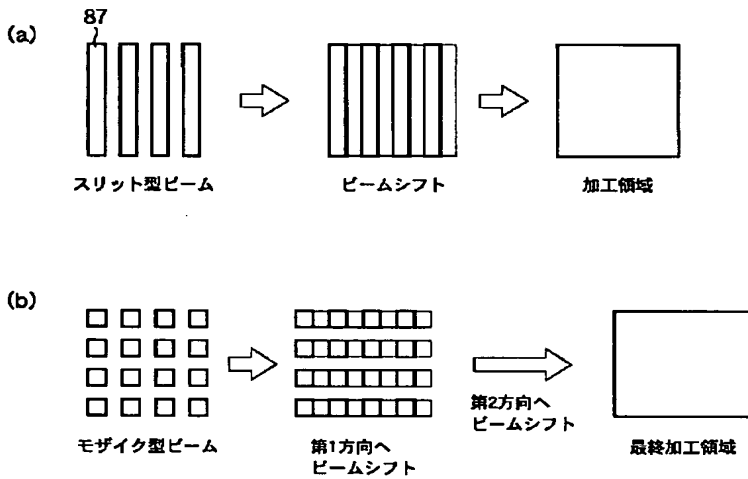 (a)
87
スリット型ビーム
ビームシフト
加工領域
(b)
モザイク型ビーム
第1方向へ
ビームシフト
第2方向へ
ビームシフト
最終加工領域